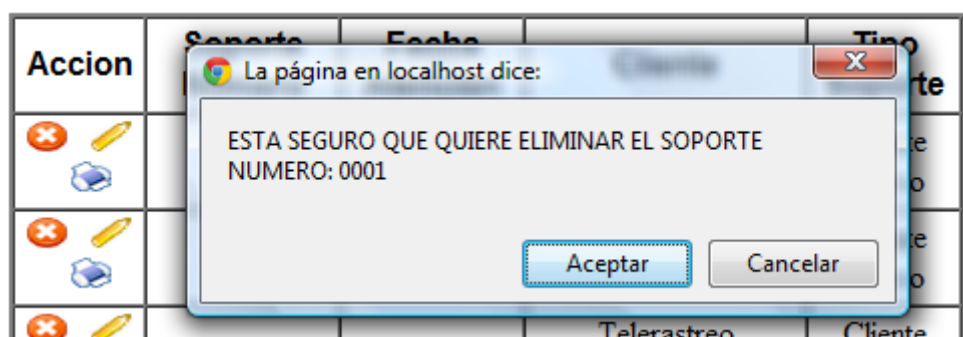 Accion
Tipo
La página en localhost dice:
ESTA SEGURO QUE QUIERE ELIMINAR EL SOPORTE
NUMERO: 0001
Aceptar Cancelar
Telerastreo Cliente